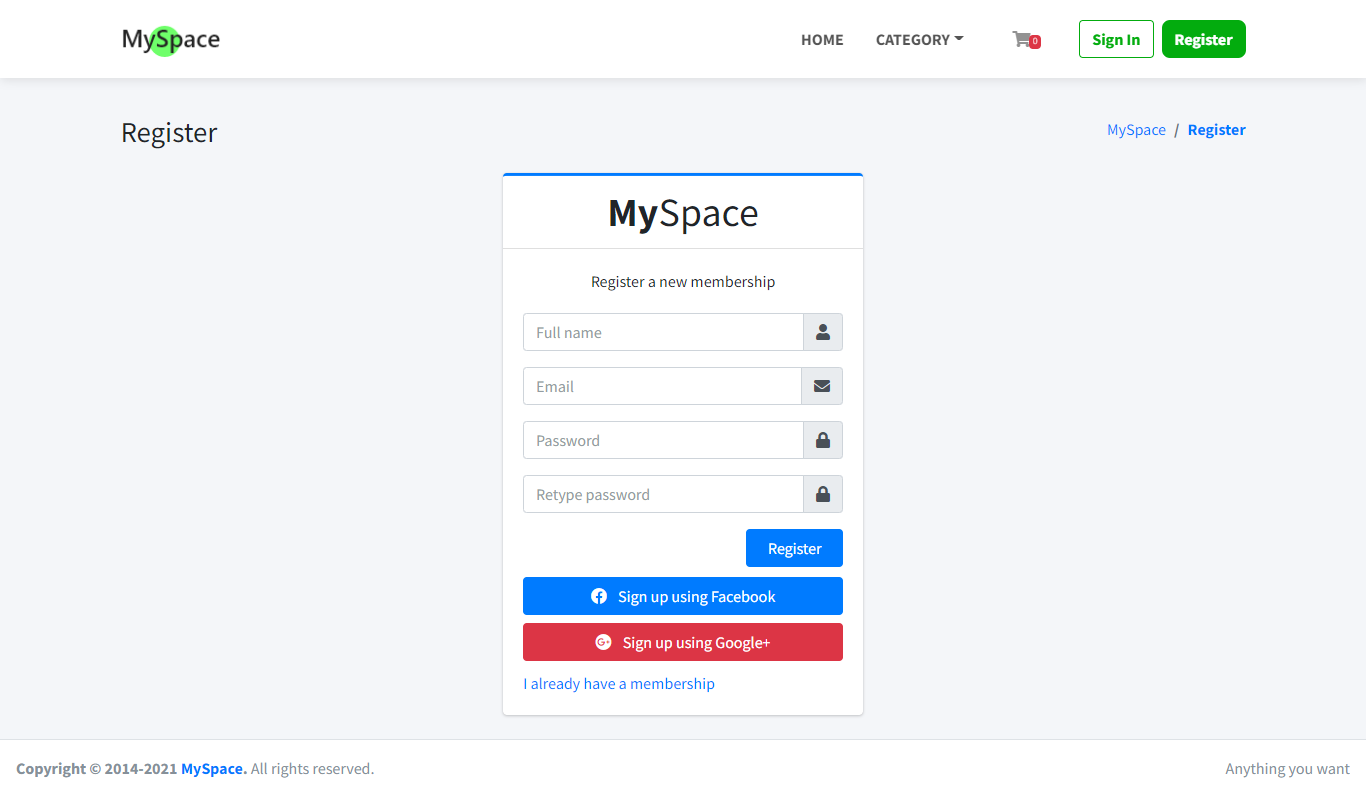 MySpace
HOME
CATEGORY
0
Sign In
Register
Register
MySpace / Register
MySpace
Register a new membership
Full name
Email
Password
Retype password
Register
Sign up using Facebook
Sign up using Google+
I already have a membership
Copyright © 2014-2021 MySpace. All rights reserved.
Anything you want